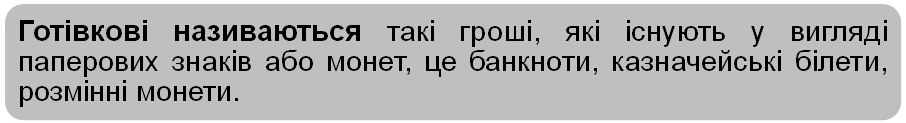 Готівкові називаються такі гроші, які існують у вигляді
паперових знаків або монет, це банкноти, казначейські білети,
розмінні монети.